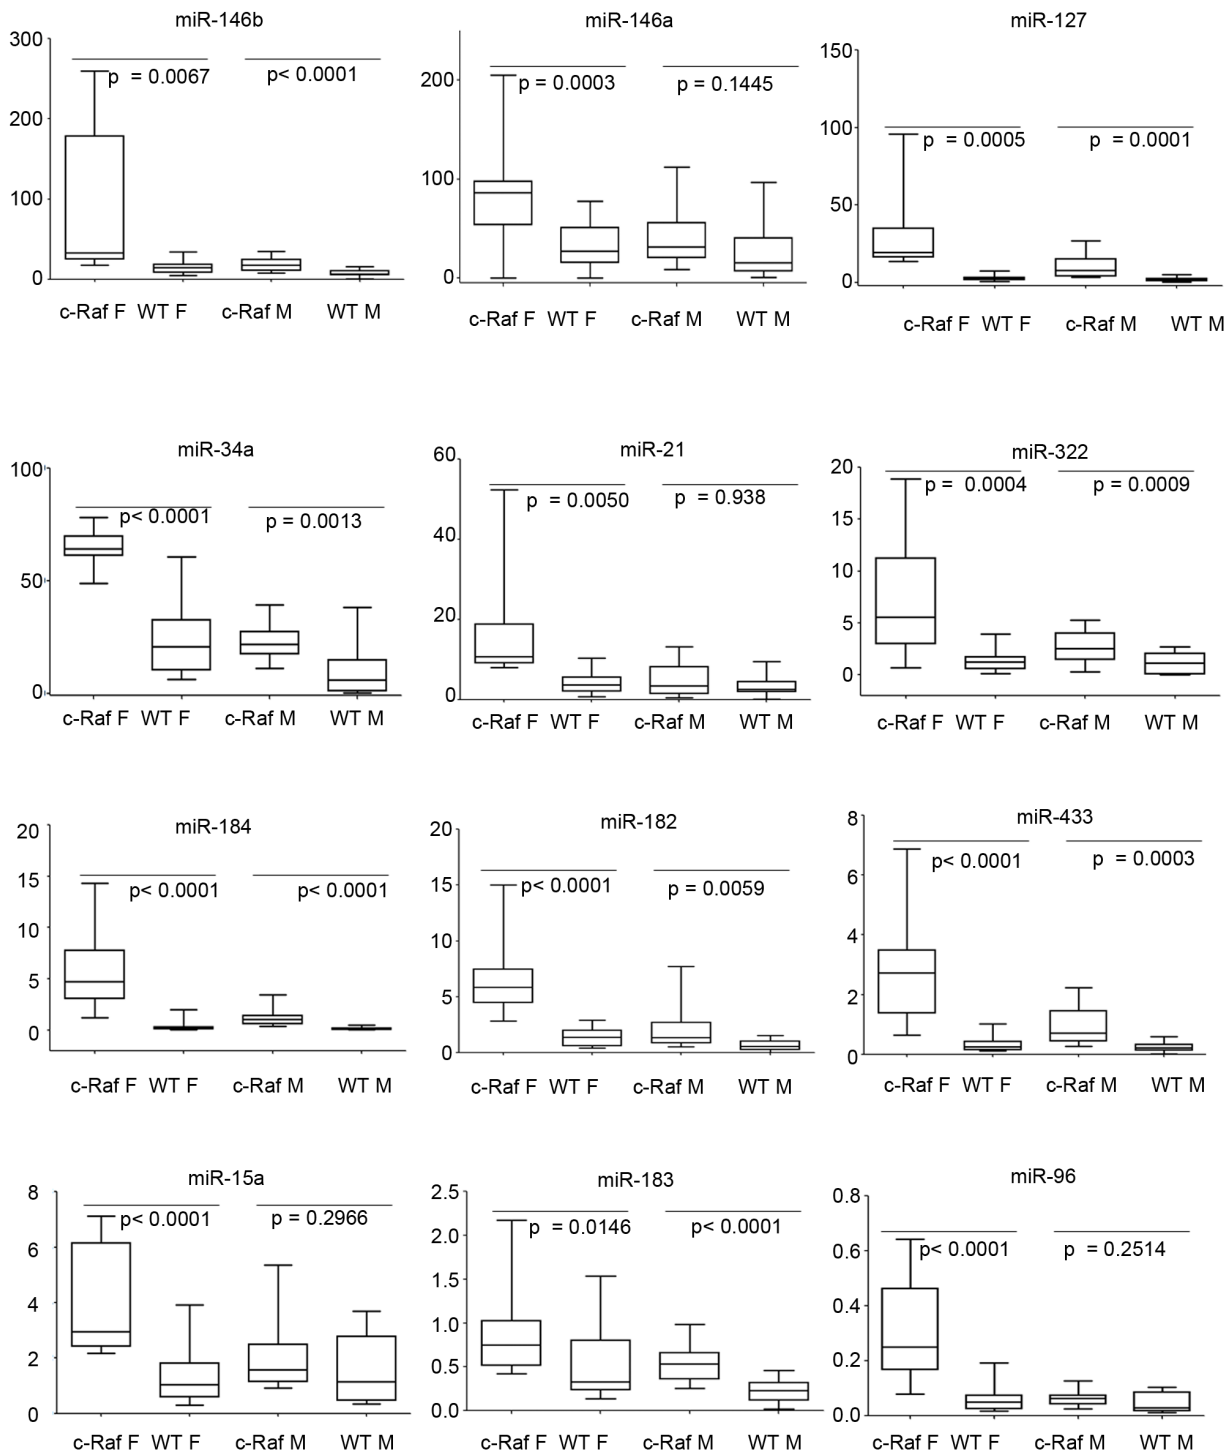 miR-146b
300
200
100
0
p = 0.0067
p< 0.0001
c-Raf F WT F c-Raf M WT M
miR-146a
200
100
0
p = 0.0003
p = 0.1445
c-Raf F WT F c-Raf M WT M
miR-127
150
100
50
0
p = 0.0005
p = 0.0001
c-Raf F WT F c-Raf M WT M
miR-34a
100
50
0
p< 0.0001
p = 0.0013
c-Raf F WT F c-Raf M WT M
miR-21
60
40
20
0
p = 0.0050
p = 0.938
c-Raf F WT F c-Raf M WT M
miR-322
20
15
10
5
0
p = 0.0004
p = 0.0009
c-Raf F WT F c-Raf M WT M
miR-184
20
15
10
5
0
p< 0.0001
p< 0.0001
c-Raf F WT F c-Raf M WT M
miR-182
20
15
10
5
0
p< 0.0001
p = 0.0059
c-Raf F WT F c-Raf M WT M
miR-433
8
6
4
2
0
p< 0.0001
p = 0.0003
c-Raf F WT F c-Raf M WT M
miR-15a
8
6
4
2
0
p< 0.0001
p = 0.2966
c-Raf F WT F c-Raf M WT M
miR-183
2.5
2.0
1.5
1.0
0.5
0.0
p = 0.0146
p< 0.0001
c-Raf F WT F c-Raf M WT M
miR-96
0.8
0.6
0.4
0.2
0.0
p< 0.0001
p = 0.2514
c-Raf F WT F c-Raf M WT M